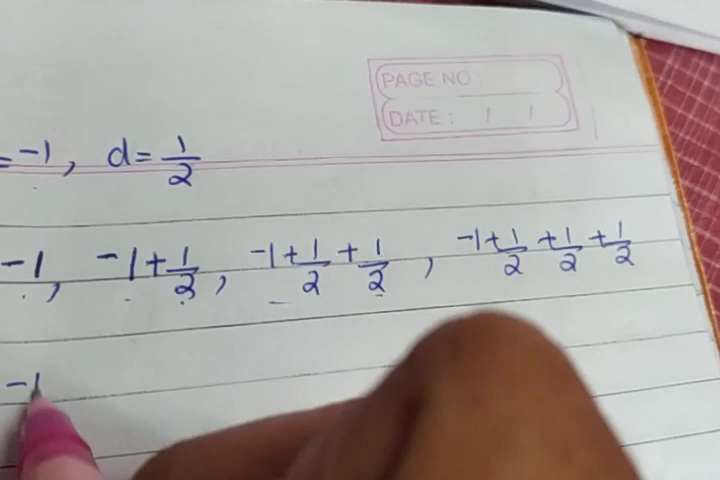 PAGE NO :
DATE : / /
=-1, d=1/2
-1, -1+1/2, -1+1/2+1/2, -1+1/2+1/2+1/2
-1